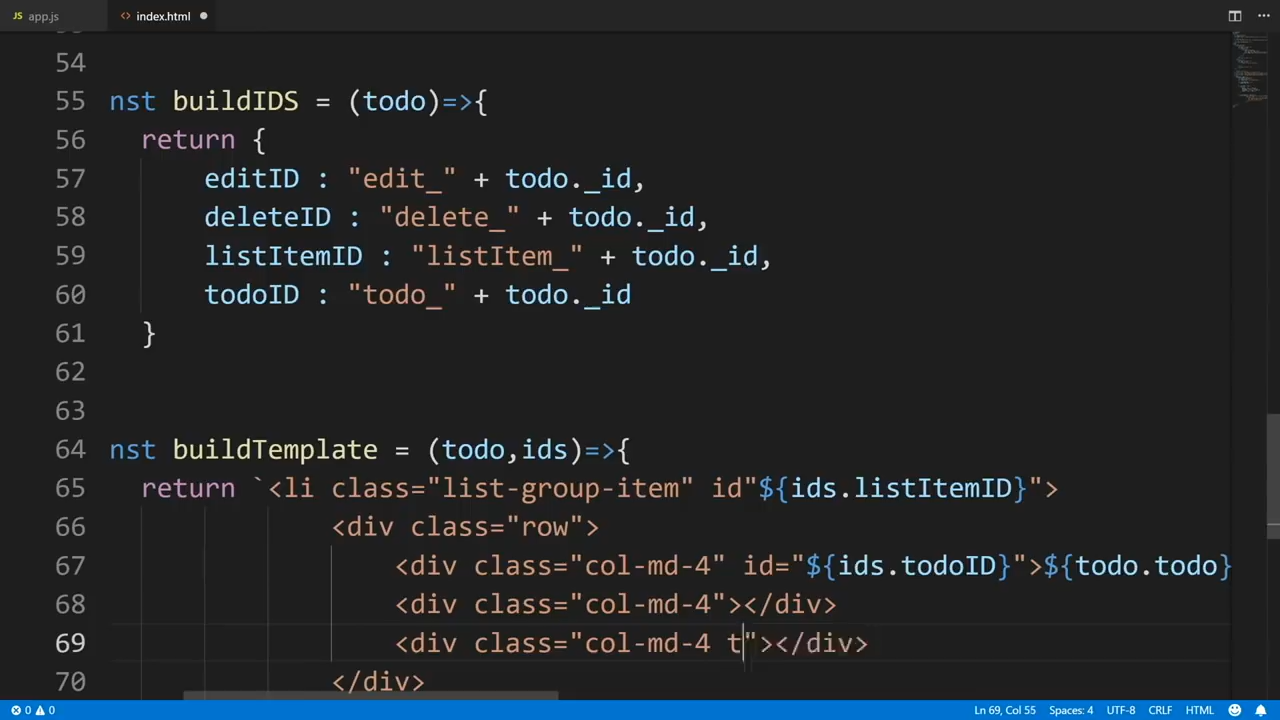 JS app.js <> index.html
54
55 nst buildIDS = (todo)=>{
56 return {
57 editID : "edit_" + todo._id,
58 deleteID : "delete_" + todo._id,
59 listItemID : "listItem_" + todo._id,
60 todoID : "todo_" + todo._id
61 }
62
63
64 nst buildTemplate = (todo,ids)=>{
65 return `<li class="list-group-item" id"${ids.listItemID}">
66 <div class="row">
67 <div class="col-md-4" id="${ids.todoID}">${todo.todo}
68 <div class="col-md-4"></div>
69 <div class="col-md-4 t"></div>
70 </div>
0 0 Ln 69, Col 55 Spaces: 4 UTF-8 CRLF HTML